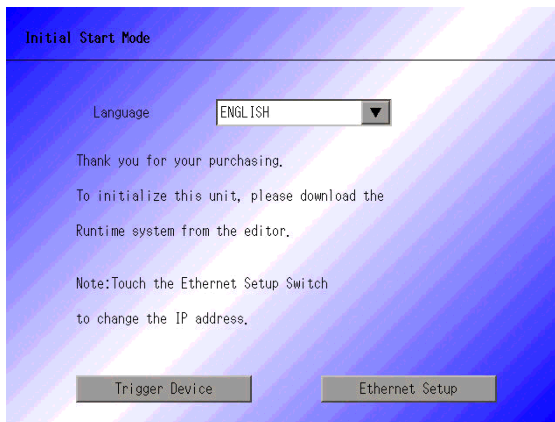 Initial Start Mode
Language ENGLISH
Thank you for your purchasing.
To initialize this unit, please download the
Runtime system from the editor.
Note:Touch the Ethernet Setup Switch
to change the IP address.
Trigger Device Ethernet Setup